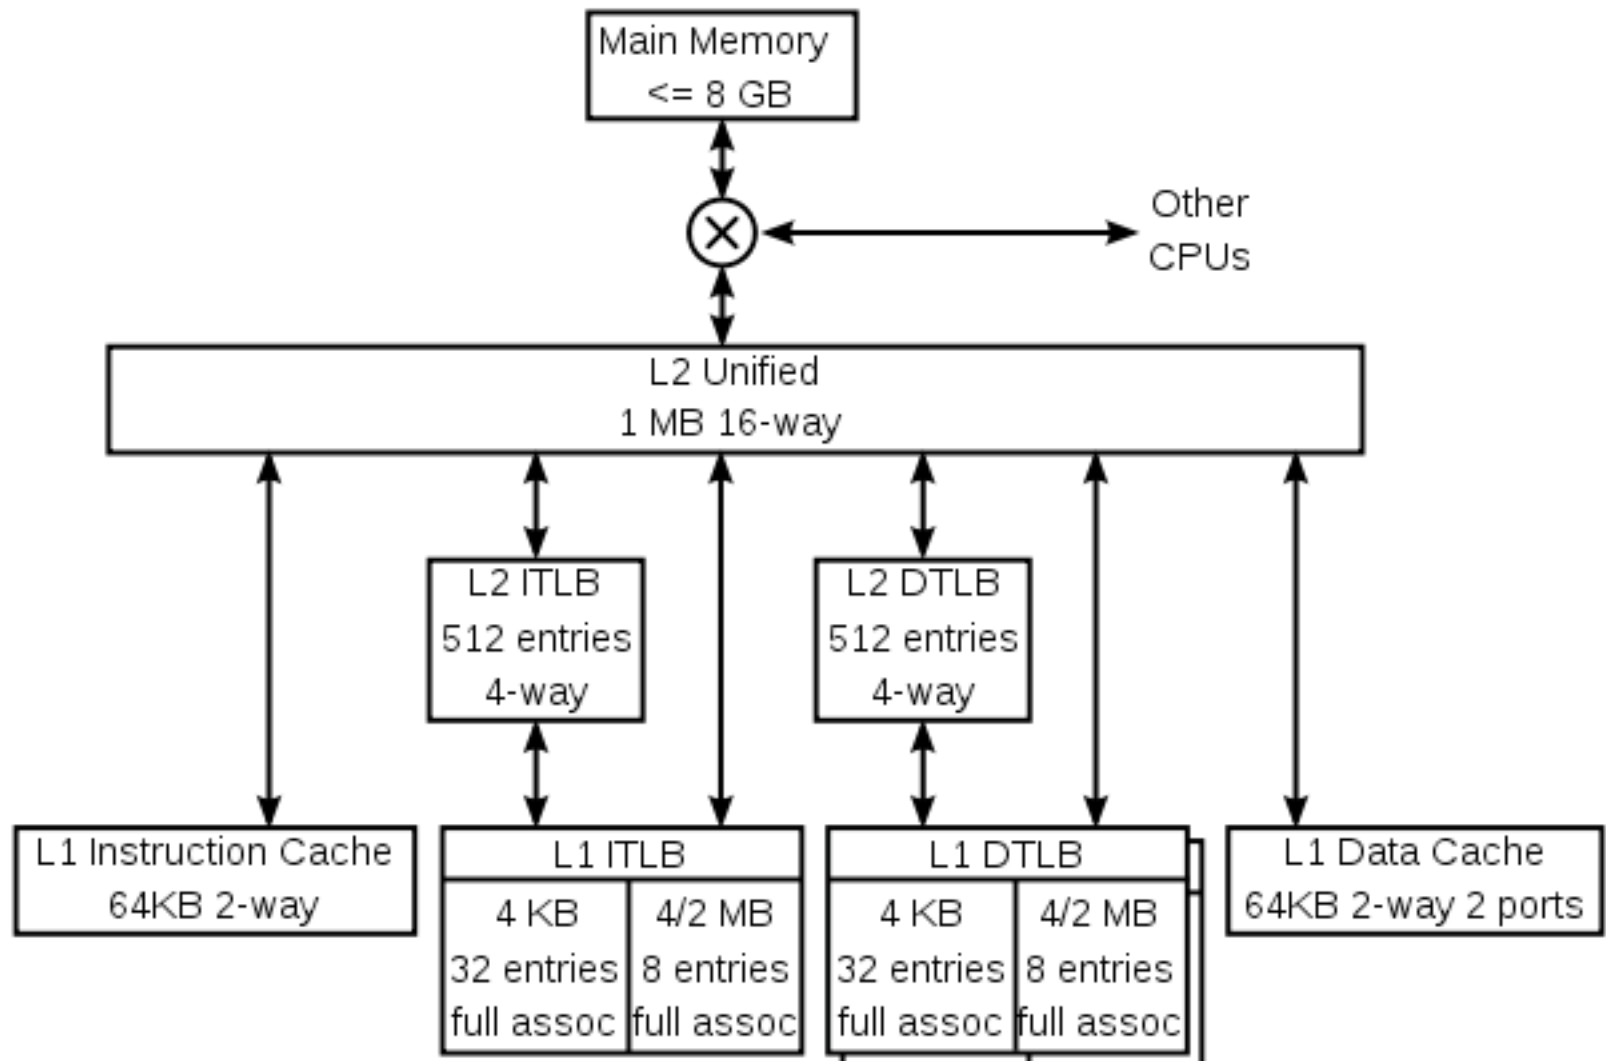 Main Memory
<= 8 GB
Other
CPUs
L2 Unified
1 MB 16-way
L2 ITLB
512 entries
4-way
L2 DTLB
512 entries
4-way
L1 Instruction Cache
64KB 2-way
L1 ITLB
4 KB
32 entries
full assoc
4/2 MB
8 entries
full assoc
L1 DTLB
4 KB
32 entries
full assoc
4/2 MB
8 entries
full assoc
L1 Data Cache
64KB 2-way 2 ports